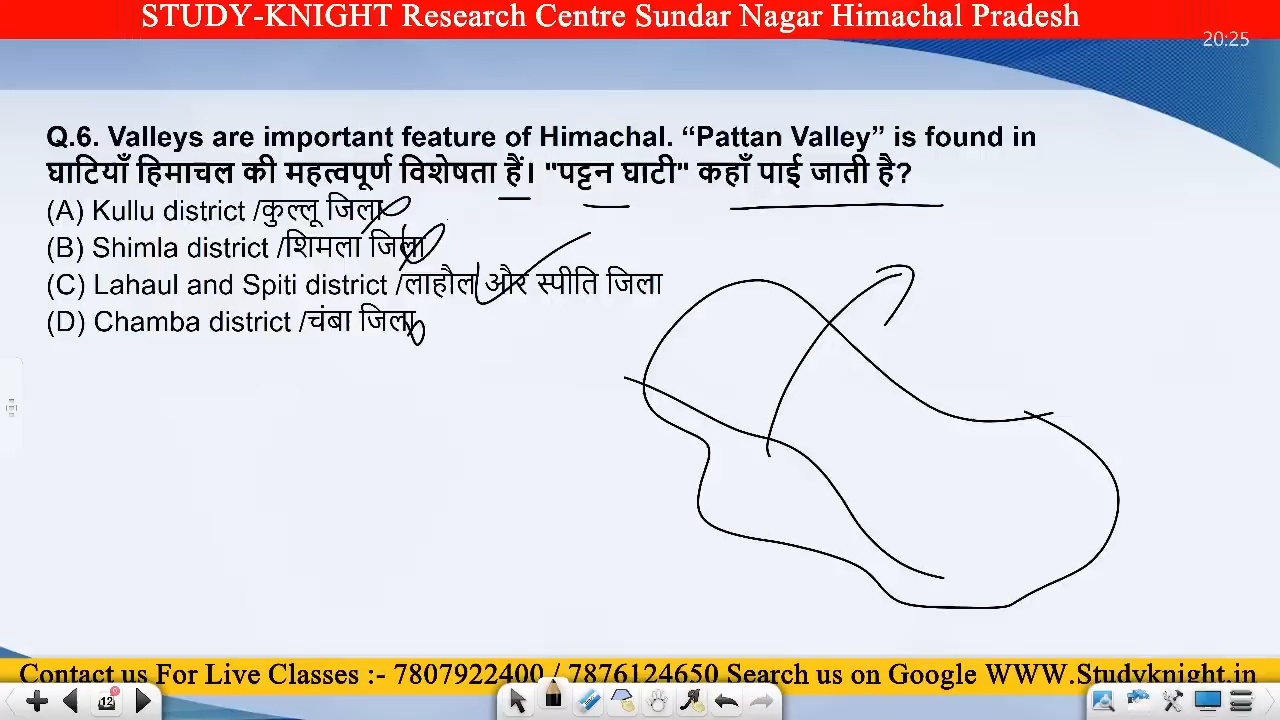 STUDY-KNIGHT Research Centre Sundar Nagar Himachal Pradesh
20:25
Q.6. Valleys are important feature of Himachal. “Pattan Valley” is found in
घाटियाँ हिमाचल की महत्वपूर्ण विशेषता हैं। "पट्टन घाटी" कहाँ पाई जाती है?
(A) Kullu district /कुल्लू जिला
(B) Shimla district /शिमला जिला
(C) Lahaul and Spiti district /लाहौल और स्पीति जिला
(D) Chamba district /चंबा जिला
Contact us For Live Classes :- 7807922400 / 7876124650 Search us on Google WWW.Studyknight.in
12